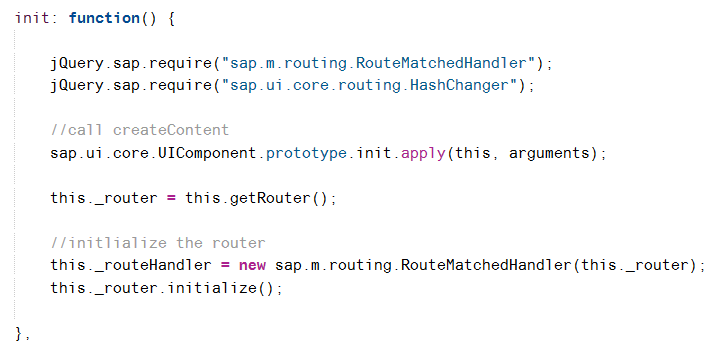 init: function() {
jQuery.sap.require("sap.m.routing.RouteMatchedHandler");
jQuery.sap.require("sap.ui.core.routing.HashChanger");
//call createContent
sap.ui.core.UIComponent.prototype.init.apply(this, arguments);
this._router = this.getRouter();
//initlialize the router
this._routeHandler = new sap.m.routing.RouteMatchedHandler(this._router);
this._router.initialize();
},